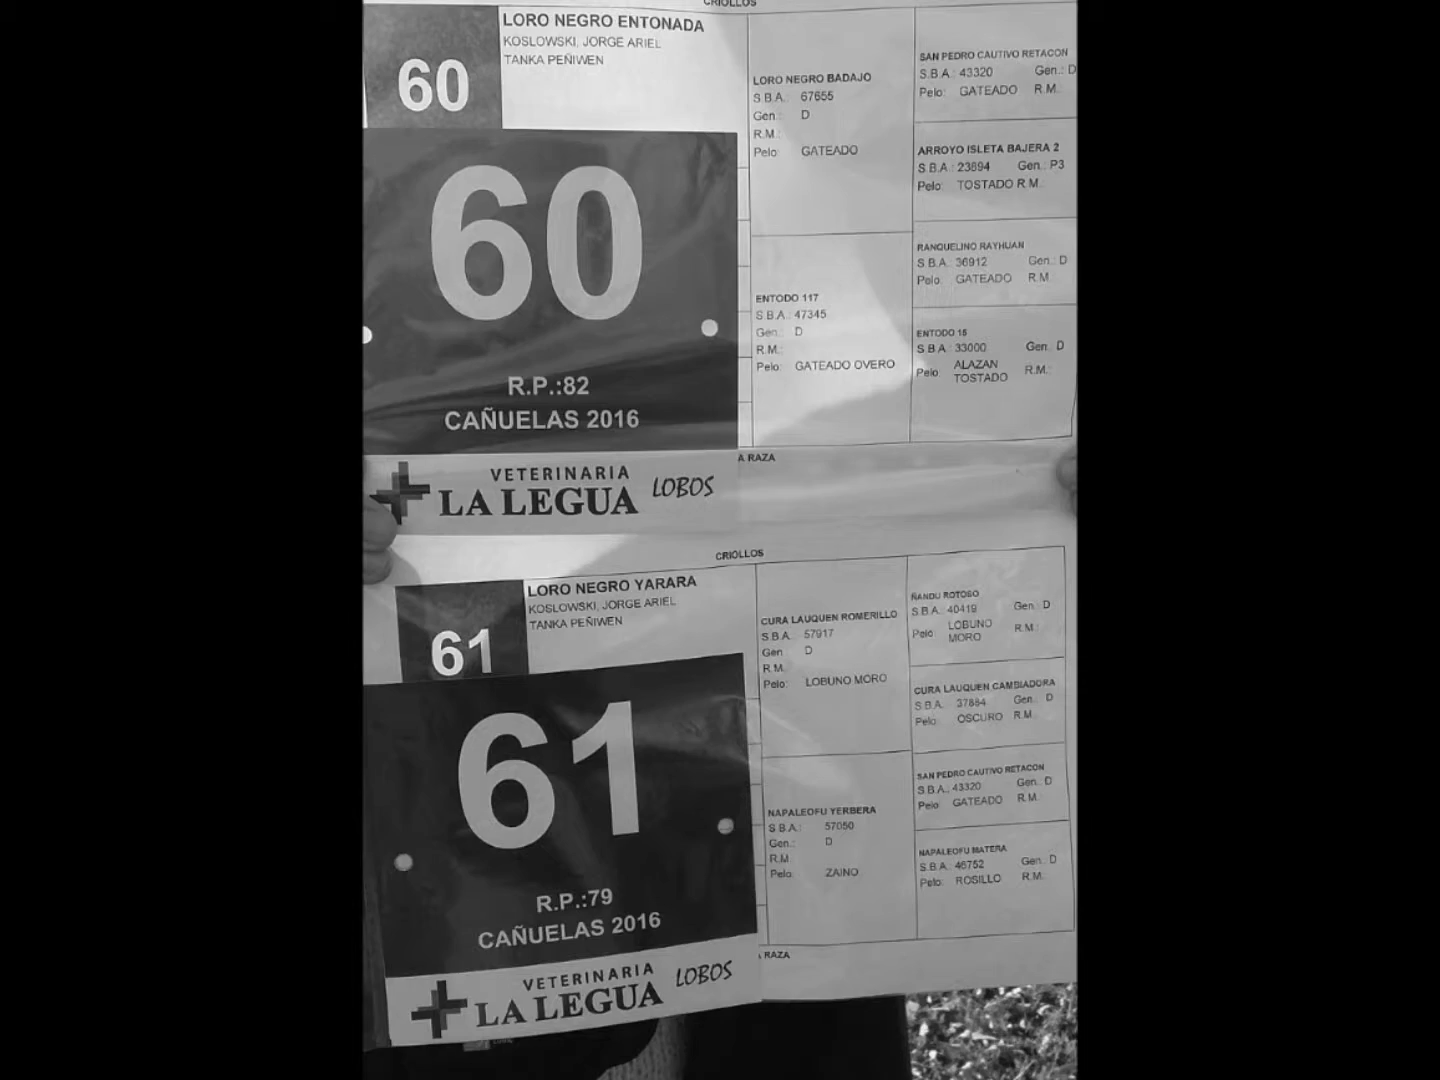 CRIOLLOS
60
LORO NEGRO ENTONADA
KOSLOWSKI, JORGE ARIEL
TANKA PEÑIWEN
60
R.P.:82
CAÑUELAS 2016
VETERINARIA
LA LEGUA LOBOS
LORO NEGRO BADAJO
S.B.A.: 67655
Gen.: D
R.M.:
Pelo: GATEADO
ENTODO 117
S.B.A.: 47345
Gen.: D
R.M.:
Pelo: GATEADO OVERO
SAN PEDRO CAUTIVO RETACON
S.B.A.: 43320 Gen.: D
Pelo: GATEADO R.M.
ARROYO ISLETA BAJERA 2
S.B.A.: 23894 Gen.: P3
Pelo: TOSTADO R.M.:
RANQUELINO RAYHUAN
S.B.A.: 36912 Gen.: D
Pelo: GATEADO R.M.
ENTODO 15
S.B.A.: 33000 Gen.: D
Pelo ALAZAN TOSTADO R.M.:
A RAZA
CRIOLLOS
61
LORO NEGRO YARARA
KOSLOWSKI, JORGE ARIEL
TANKA PEÑIWEN
61
R.P.:79
CAÑUELAS 2016
VETERINARIA
LA LEGUA LOBOS
CURA LAUQUEN ROMERILLO
S.B.A. 57917
Gen D
R.M.
Pelo: LOBUNO MORO
NAPALEOFU YERBERA
S.B.A.: 57050
Gen.: D
R.M.
Pelo: ZAINO
ÑANDU ROTOSO
S.B.A. 40419 Gen.: D
Pelo: LOBUNO MORO R.M.:
CURA LAUQUEN CAMBIADORA
S.B.A. 37884 Gen.: D
Pelo: OSCURO R.M.
SAN PEDRO CAUTIVO RETACON
S.B.A.: 43320 Gen.: D
Pelo: GATEADO R.M.
NAPALEOFU MATERA
S.B.A.: 46752 Gen.: D
Pelo: ROSILLO R.M.
RAZA